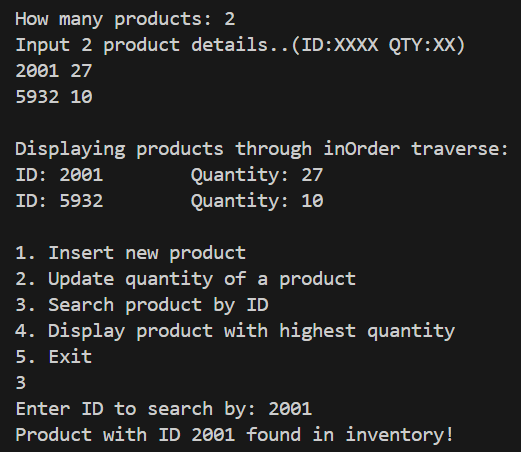 How many products: 2
Input 2 product details..(ID:XXXX QTY:XX)
2001 27
5932 10

Displaying products through inOrder traverse:
ID: 2001        Quantity: 27
ID: 5932        Quantity: 10

1. Insert new product
2. Update quantity of a product
3. Search product by ID
4. Display product with highest quantity
5. Exit
3
Enter ID to search by: 2001
Product with ID 2001 found in inventory!